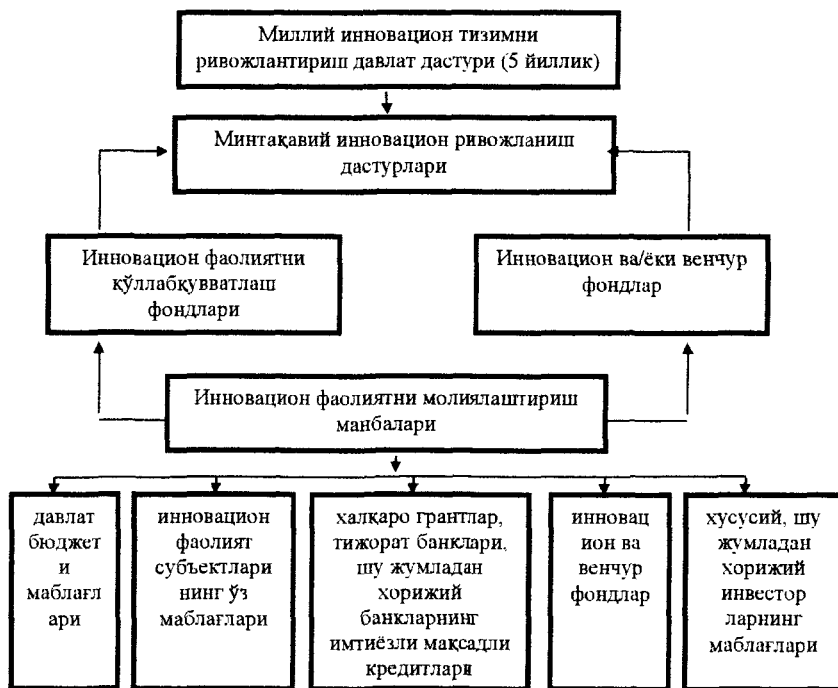 Миллий инновацион тизимни
ривожлантириш давлат дастури (5 йиллик)
Минтақавий инновацион ривожланиш
дастурлари
Инновацион фаолиятни
қўллабқувватлаш
фондлари
Инновацион ва/ёки венчур
фондлар
Инновацион фаолиятни молиялаштириш
манбалари
давлат
бюджет
и
маблағл
ари
инновацион
фаолият
субъектлари
нинг ўз
маблағлари
халқаро грантлар,
тижорат банклари,
шу жумладан
хорижий
банкларнинг
имтиёзли мақсадли
кредитлари
инновац
ион ва
венчур
фондлар
хусусий, шу
жумладан
хорижий
инвестор
ларнинг
маблағлари